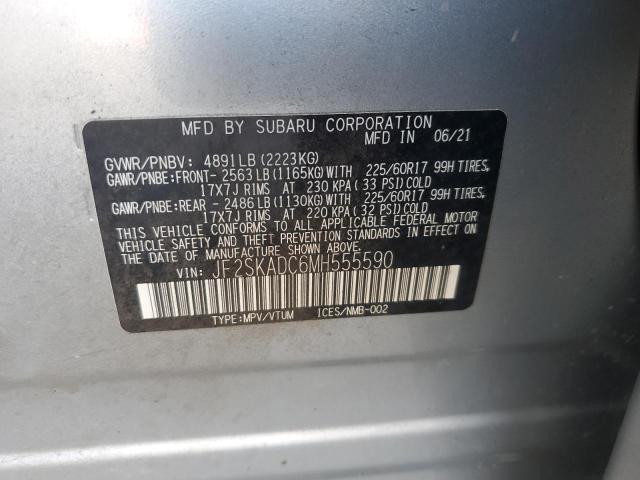 MFD BY SUBARU CORPORATION
MFD IN 06/21
GVWR/PNBV: 4891LB (2223KG)
GAWR/PNBE:FRONT- 2563LB (1165KG)WITH 225/60R17 99H TIRES,
17X7J RIMS AT 230 KPA (33 PSI)COLD
GAWR/PNBE:REAR - 2486LB (1130KG)WITH 225/60R17 99H TIRES,
17X7J RIMS AT 220 KPA (32 PSI)COLD
THIS VEHICLE CONFORMS TO ALL APPLICABLE FEDERAL MOTOR
VEHICLE SAFETY AND THEFT PREVENTION STANDARDS IN EFFECT ON
THE DATE OF MANUFACTURE SHOWN ABOVE.
VIN: JF2SKADC6MH555590
TYPE:MPV/VTUM ICES/NMB-002